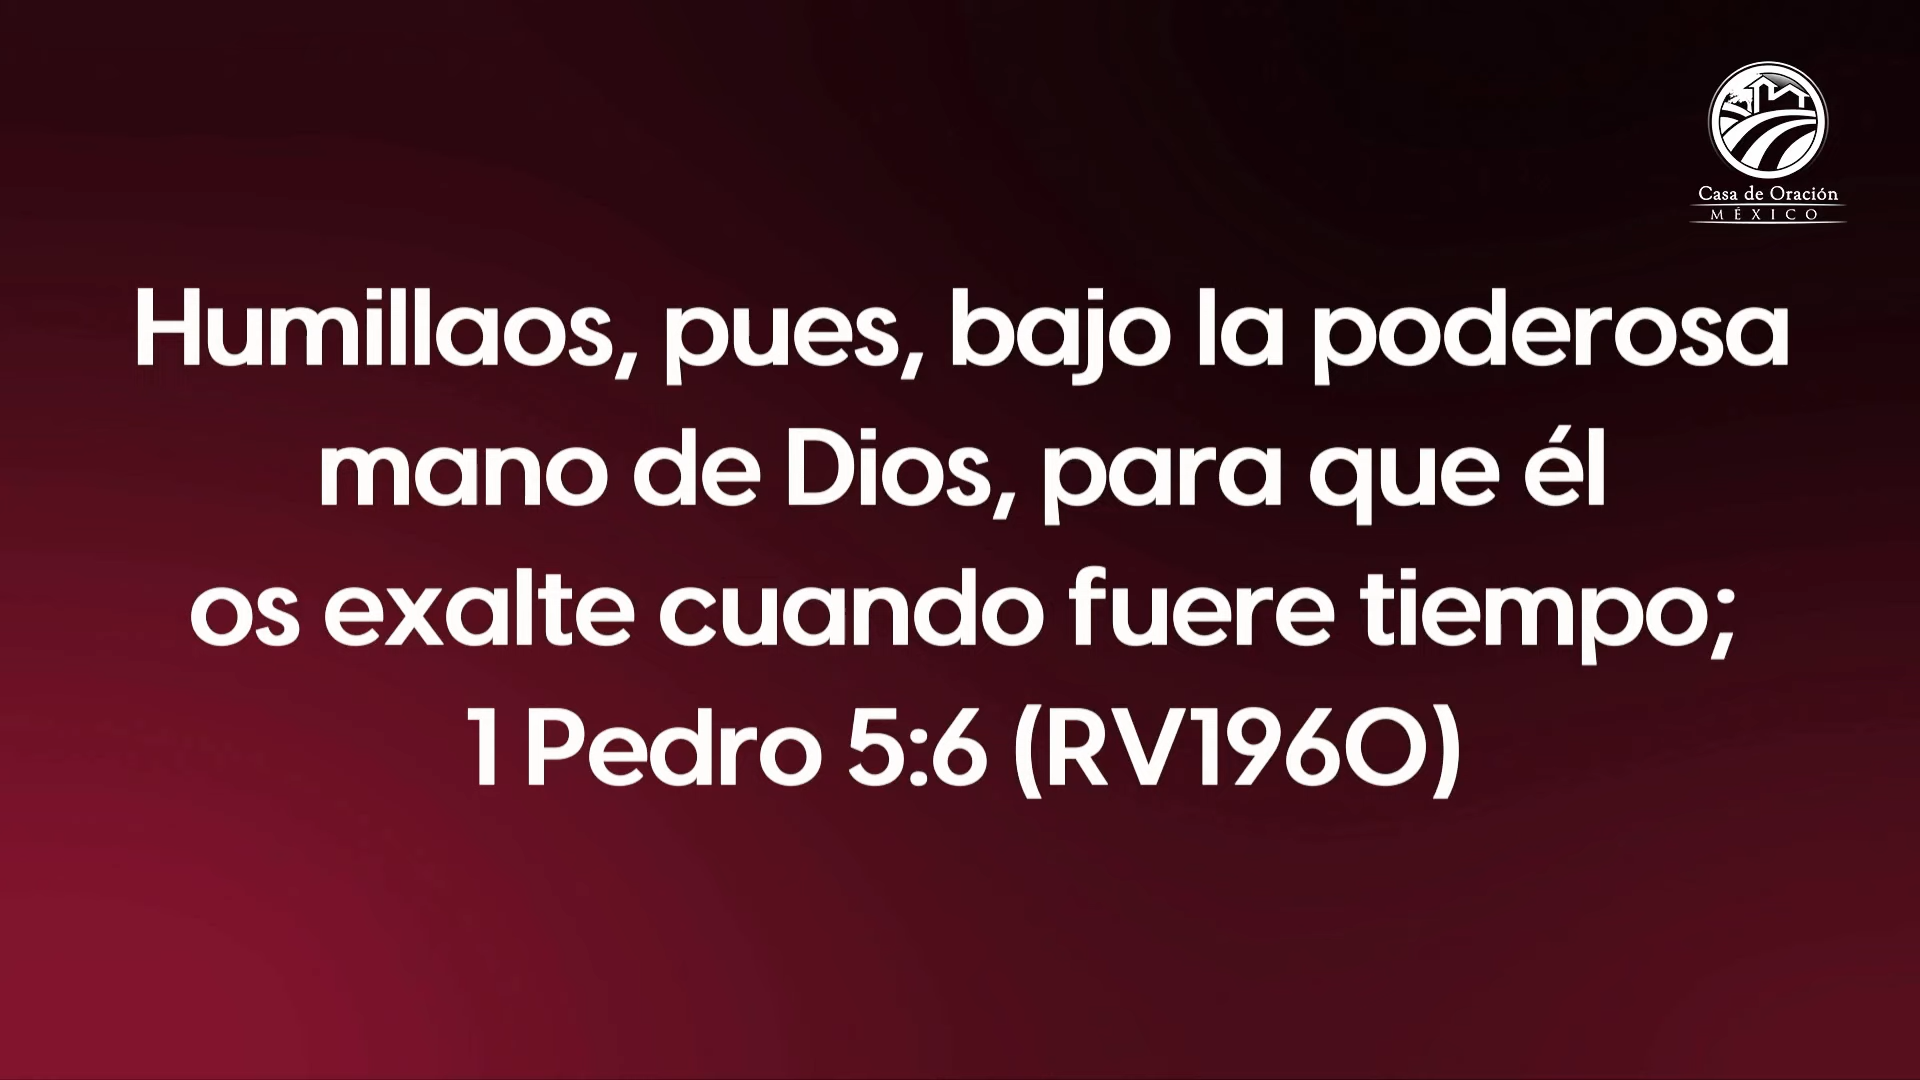 Casa de Oración
MÉXICO
Humillaos, pues, bajo la poderosa
mano de Dios, para que él
os exalte cuando fuere tiempo;
1 Pedro 5:6 (RV1960)